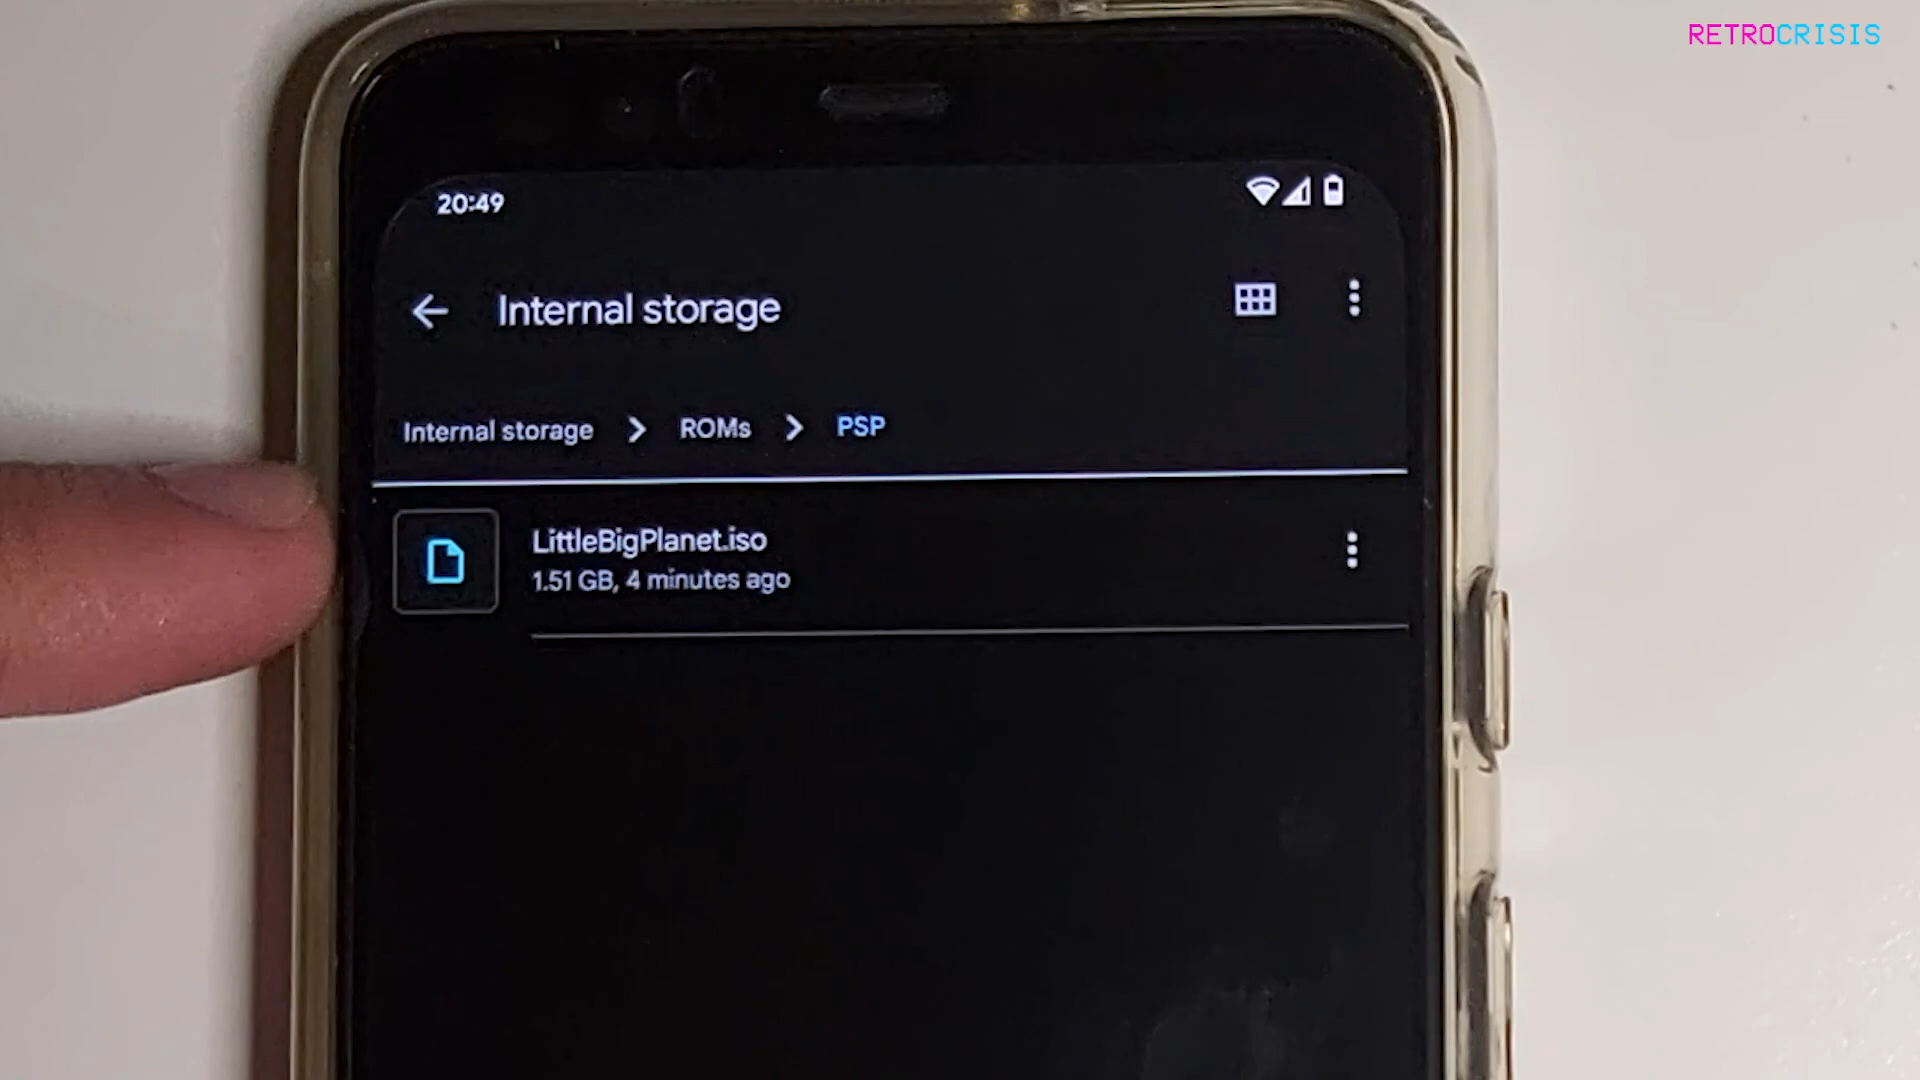 RETROCRISIS
20:49
Internal storage
Internal storage > ROMs > PSP
LittleBigPlanet.iso
1.51 GB, 4 minutes ago